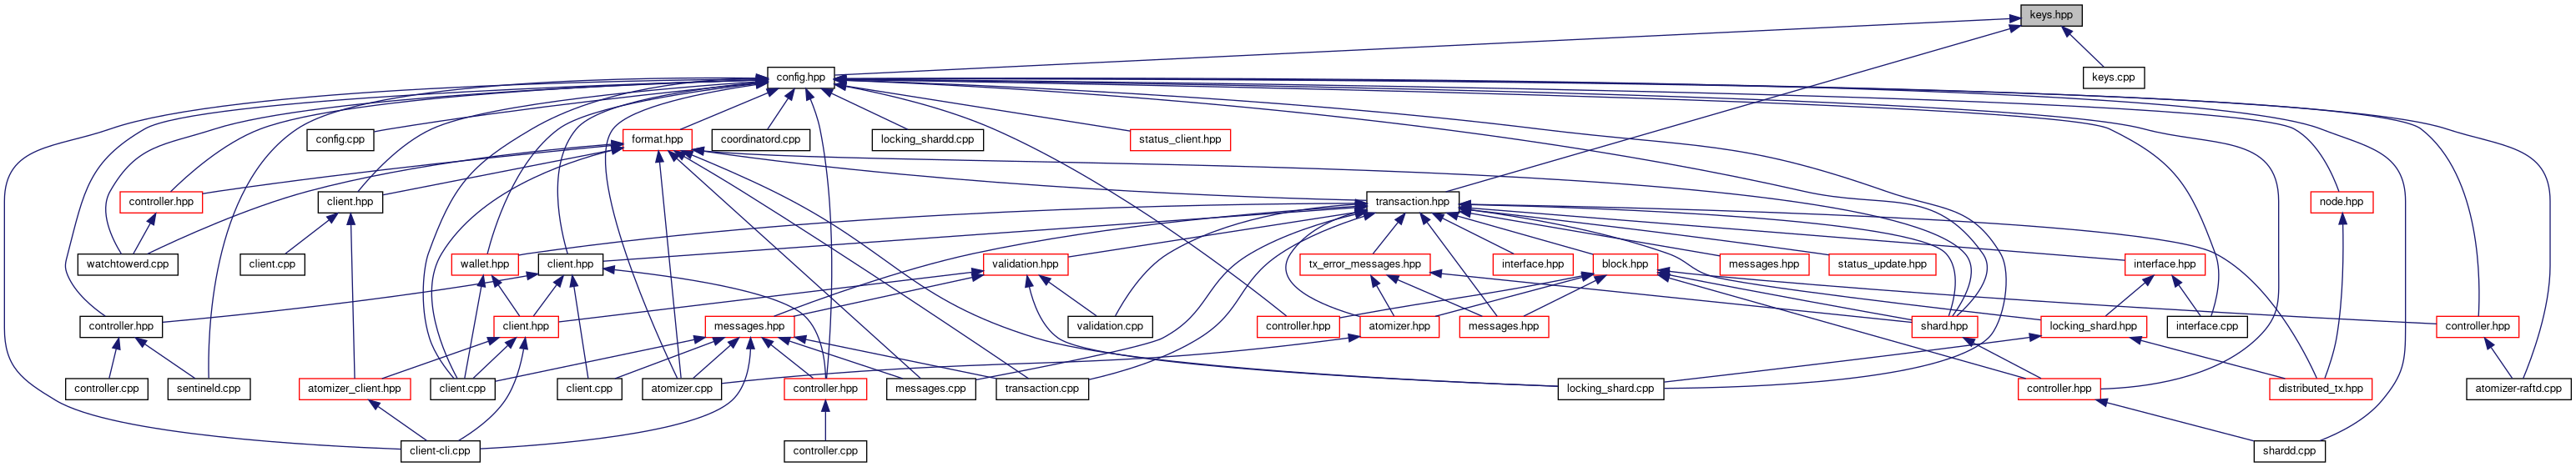 keys.hpp
config.hpp
keys.cpp
config.cpp
format.hpp
coordinatord.cpp
locking_shardd.cpp
status_client.hpp
controller.hpp
client.hpp
transaction.hpp
node.hpp
watchtowerd.cpp
client.cpp
wallet.hpp
client.hpp
validation.hpp
tx_error_messages.hpp
interface.hpp
block.hpp
messages.hpp
status_update.hpp
interface.hpp
controller.hpp
client.hpp
messages.hpp
validation.cpp
controller.hpp
atomizer.hpp
messages.hpp
shard.hpp
locking_shard.hpp
interface.cpp
controller.hpp
controller.cpp
sentineld.cpp
atomizer_client.hpp
client.cpp
client.cpp
atomizer.cpp
controller.hpp
messages.cpp
transaction.cpp
locking_shard.cpp
controller.hpp
distributed_tx.hpp
atomizer-raftd.cpp
client-cli.cpp
controller.cpp
shardd.cpp